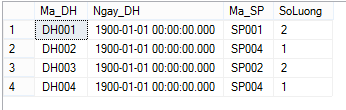 Ma_DH Ngay_DH Ma_SP SoLuong
1 DH001 1900-01-01 00:00:00.000 SP001 2
2 DH002 1900-01-01 00:00:00.000 SP004 1
3 DH003 1900-01-01 00:00:00.000 SP002 2
4 DH004 1900-01-01 00:00:00.000 SP004 1